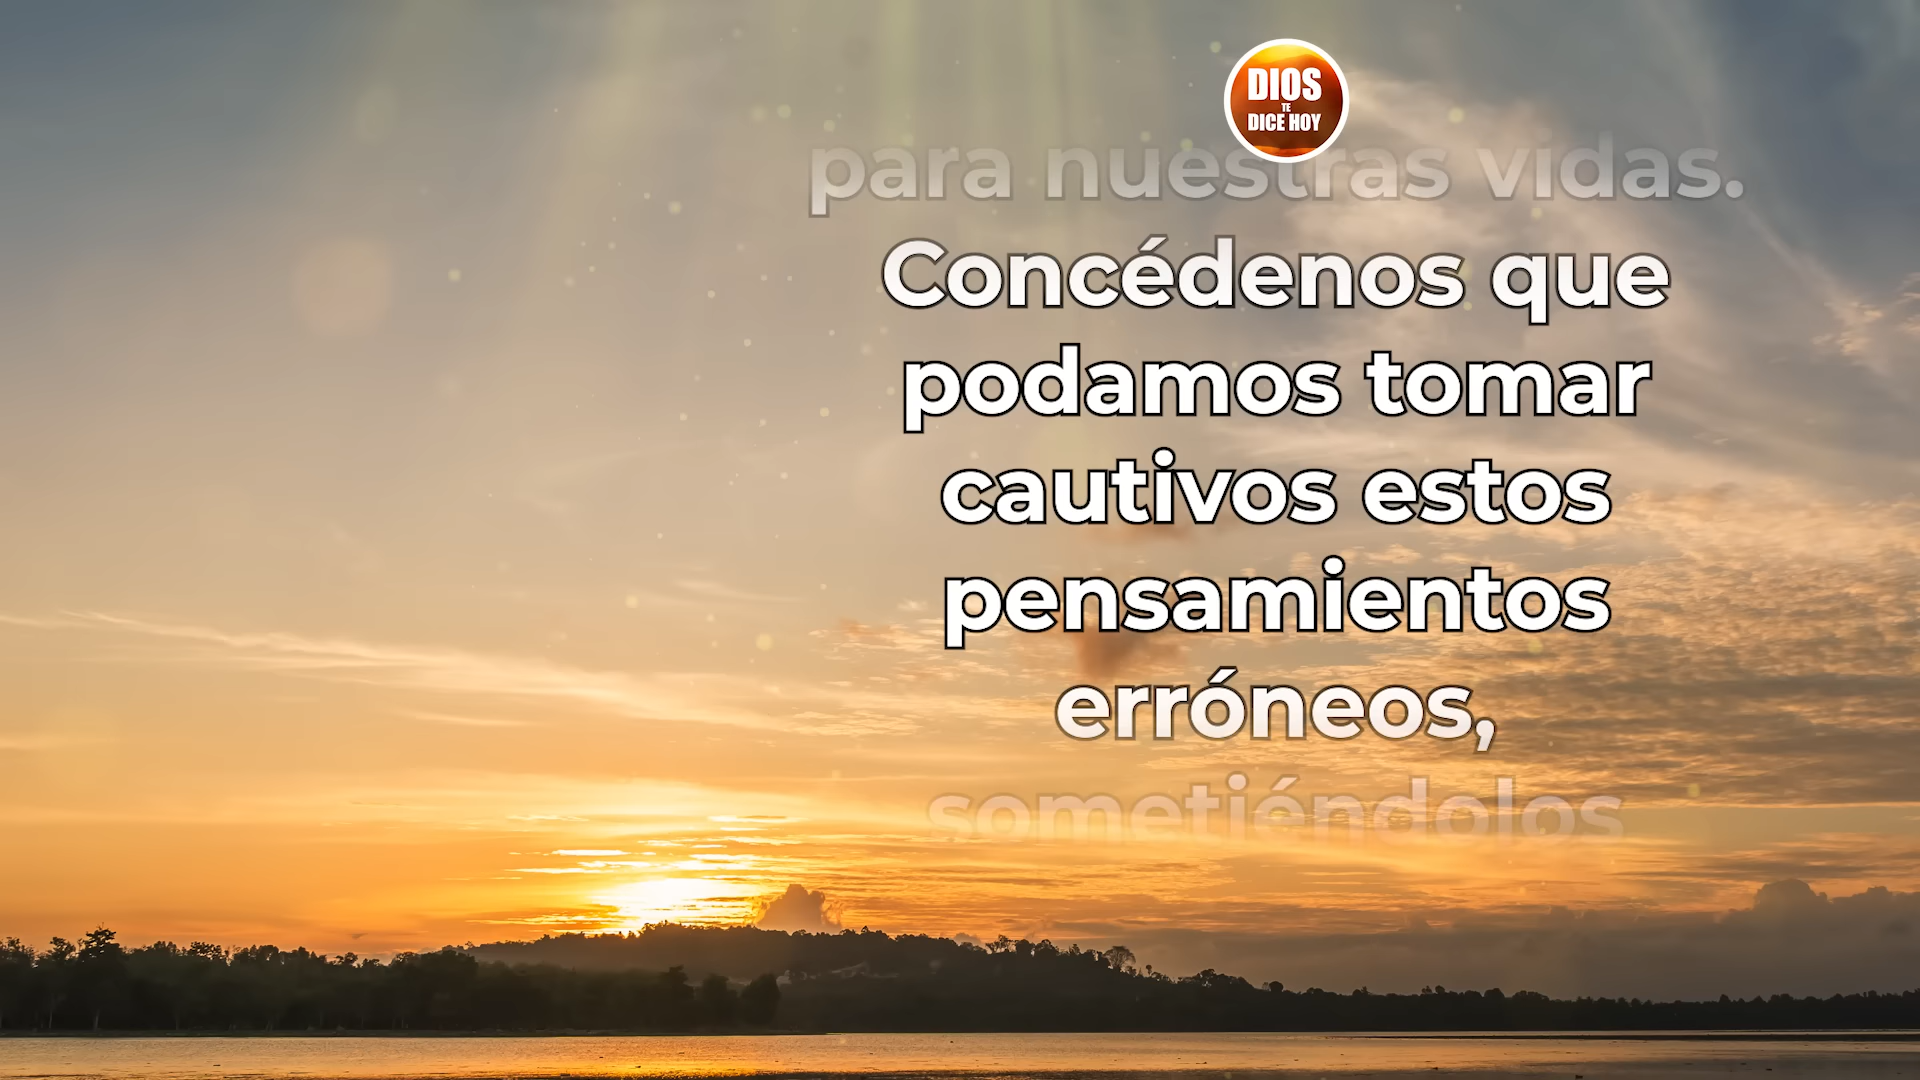 DIOS
TE
DICE HOY
para nuestras vidas.
Concédenos que
podamos tomar
cautivos estos
pensamientos
erróneos,
sometiéndolos